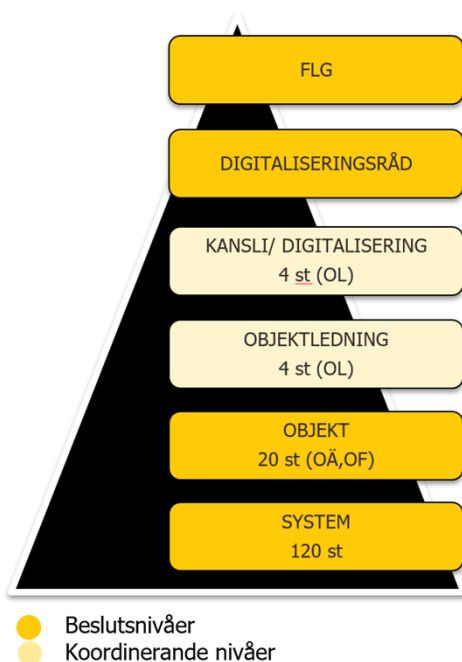 FLG
DIGITALISERINGSRÅD
KANSLI/ DIGITALISERING
4 st (OL)
OBJEKTLEDNING
4 st (OL)
OBJEKT
20 st (OÄ,OF)
SYSTEM
120 st
Beslutsnivåer
Koordinerande nivåer